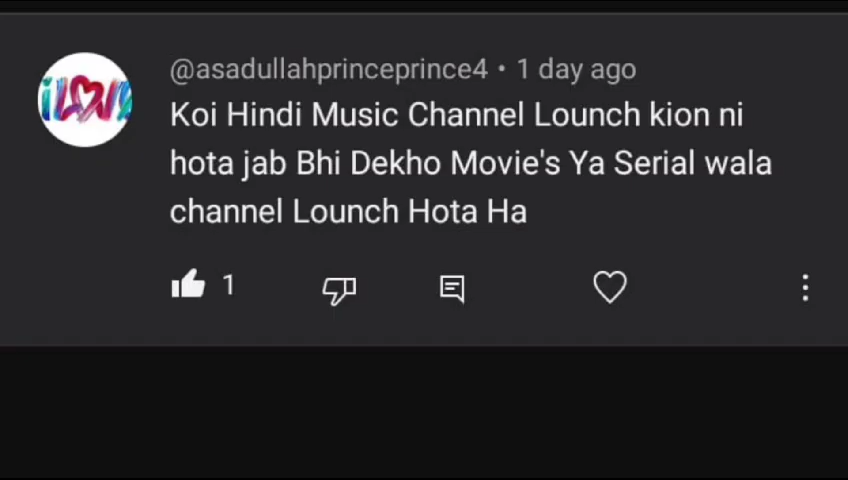 @asadullahprinceprince4 • 1 day ago
Koi Hindi Music Channel Lounch kion ni
hota jab Bhi Dekho Movie's Ya Serial wala
channel Lounch Hota Ha
1